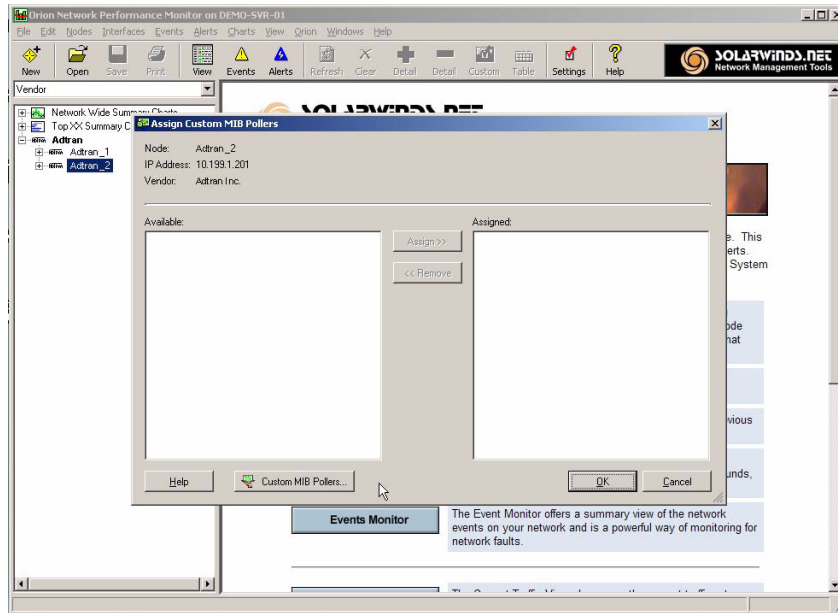 Orion Network Performance Monitor on DEMO-SVR-01
File Edit Nodes Interfaces Events Alerts Charts View Orion Windows Help
New Open Save Print View Events Alerts Refresh Clear Detail Detail Custom Table Settings Help
SOLARWINDS.NET
Network Management Tools
Vendor
Network Wide Summary Charts
Top XX Summary C
Adtran
Adtran_1
Adtran_2
SOLARWINDS.NET
Assign Custom MIB Pollers
Node: Adtran_2
IP Address: 10.199.1.201
Vendor: Adtran Inc.
Available:
Assigned:
Assign >>
<< Remove
Help
Custom MIB Pollers...
OK
Cancel
e. This
erts.
System
ode
hat
vious
unds,
Events Monitor
The Event Monitor offers a summary view of the network
events on your network and is a powerful way of monitoring for
network faults.